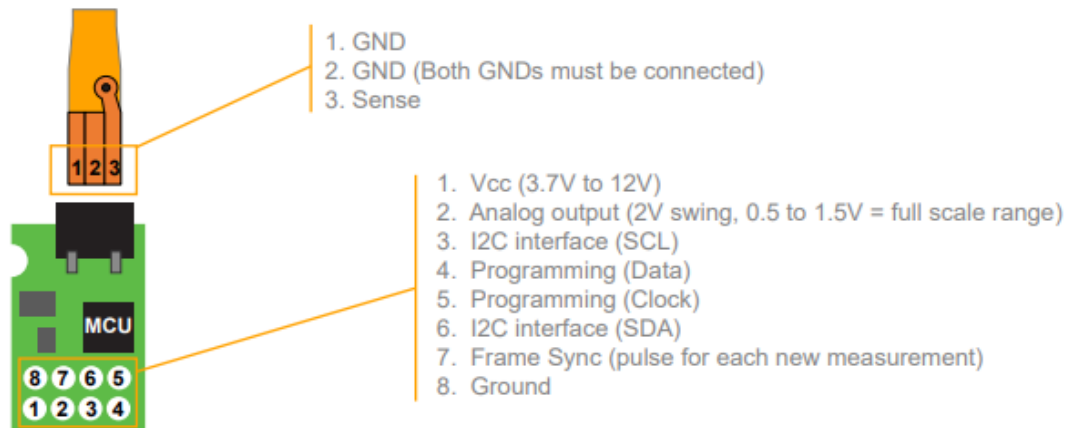 1. GND
2. GND (Both GNDs must be connected)
3. Sense
1 2 3
1. Vcc (3.7V to 12V)
2. Analog output (2V swing, 0.5 to 1.5V = full scale range)
3. I2C interface (SCL)
4. Programming (Data)
5. Programming (Clock)
6. I2C interface (SDA)
7. Frame Sync (pulse for each new measurement)
8. Ground
MCU
8 7 6 5
1 2 3 4